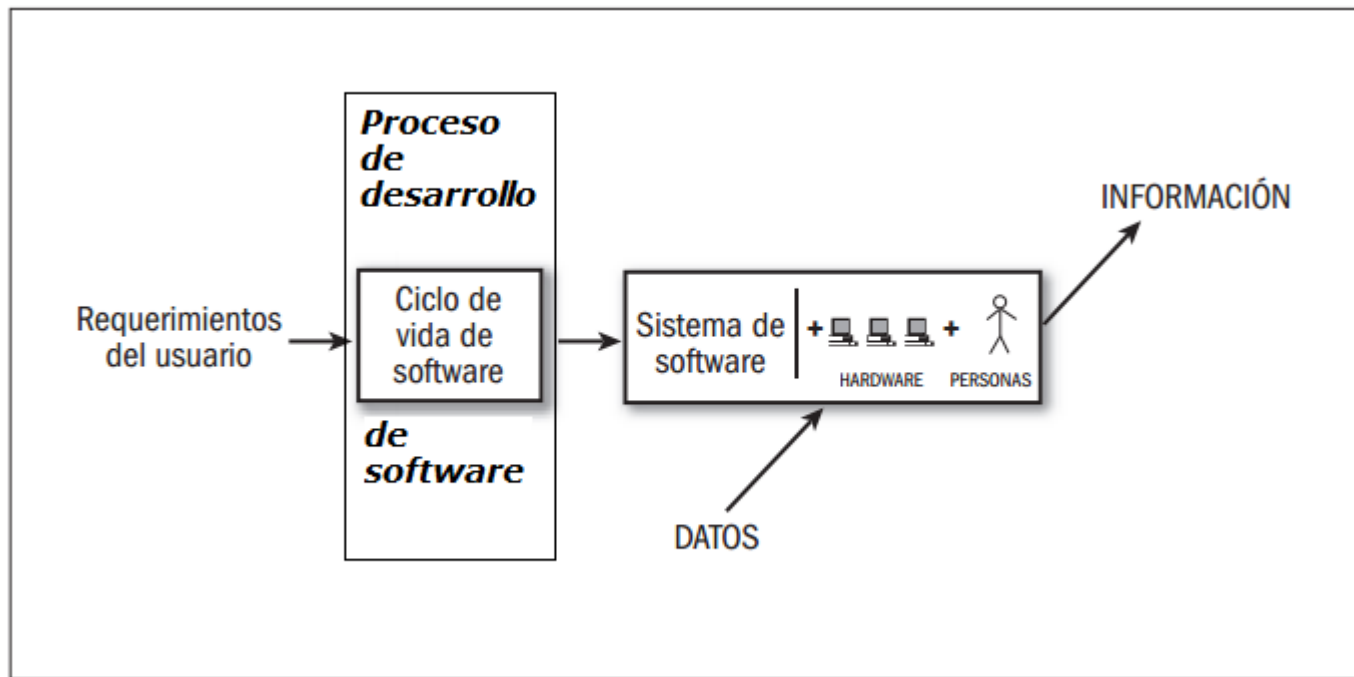 Proceso
de
desarrollo
Requerimientos
del usuario
Ciclo de
vida de
software
de
software
Sistema de
software
+ +
HARDWARE PERSONAS
INFORMACIÓN
DATOS